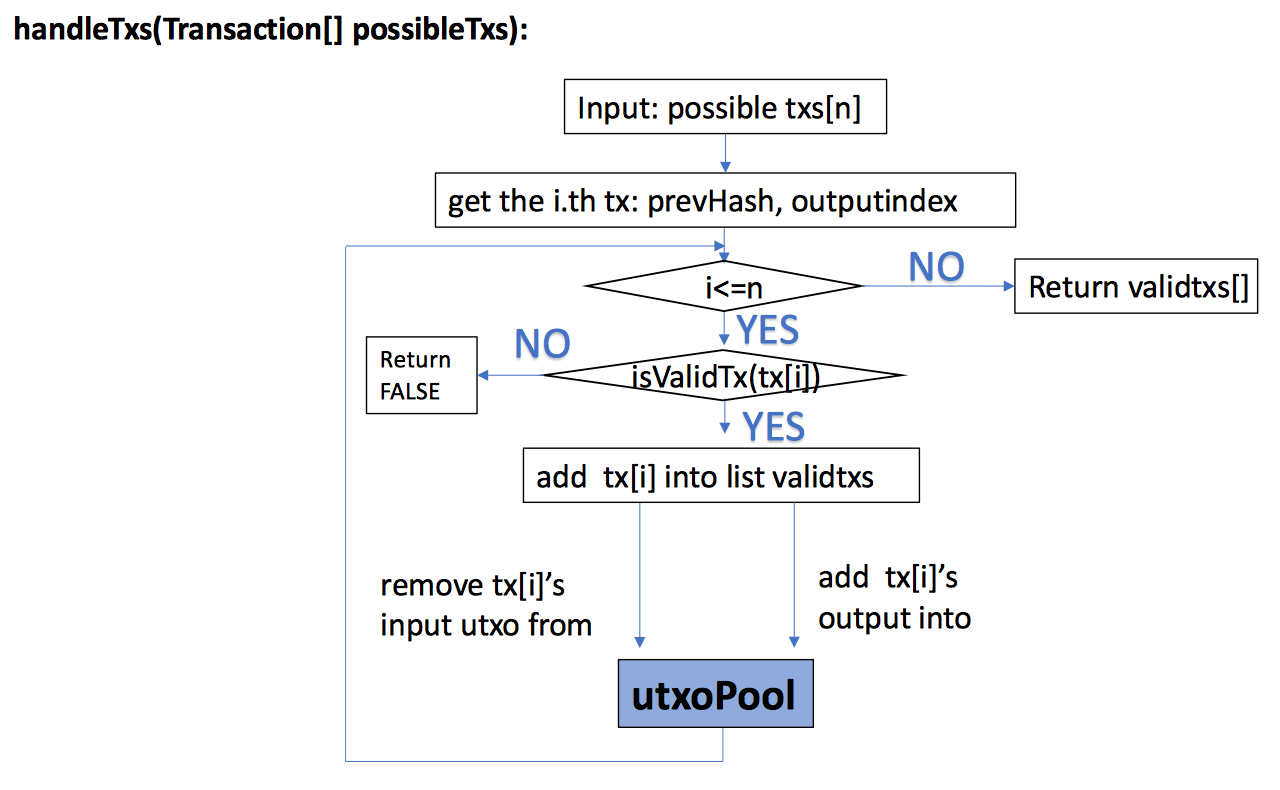 handleTxs(Transaction[] possibleTxs):
Input: possible txs[n]
get the i.th tx: prevHash, outputindex
i<=n
NO
Return validtxs[]
YES
isValidTx(tx[i])
NO
Return
FALSE
YES
add  tx[i] into list validtxs
remove tx[i]’s
input utxo from
add  tx[i]’s
output into
utxoPool